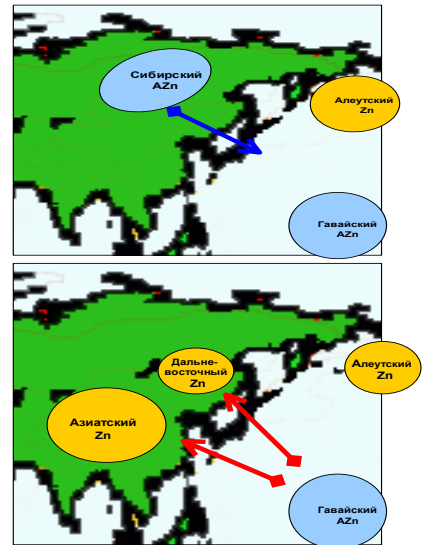 Сибирский
AZn
Алеутский
Zn
Гавайский
AZn
Дальне-
восточный
Zn
Алеутский
Zn
Азиатский
Zn
Гавайский
AZn